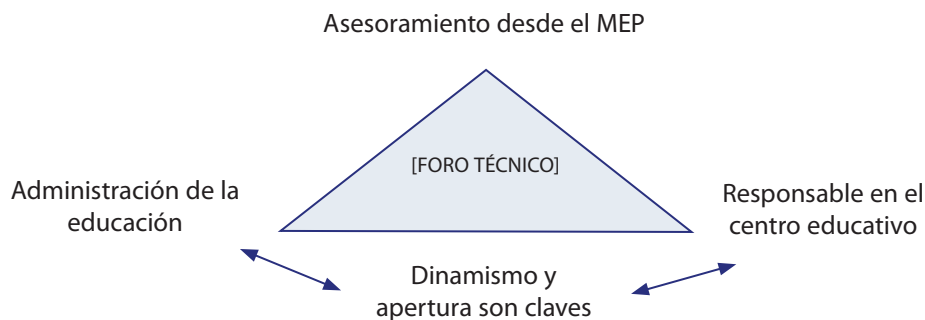 Asesoramiento desde el MEP
[FORO TÉCNICO]
Administración de la
educación
Responsable en el
centro educativo
Dinamismo y
apertura son claves